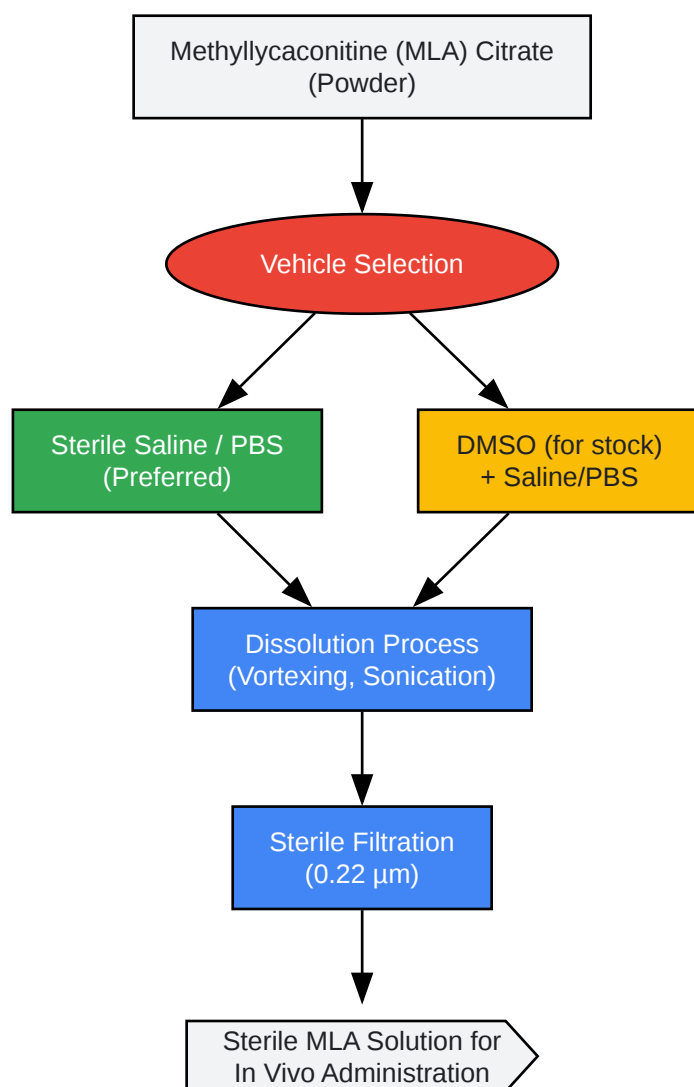 Methyllycaconitine (MLA) Citrate
(Powder)
Vehicle Selection
Sterile Saline / PBS
(Preferred)
DMSO (for stock)
+ Saline/PBS
Dissolution Process
(Vortexing, Sonication)
Sterile Filtration
(0.22 µm)
Sterile MLA Solution for
In Vivo Administration